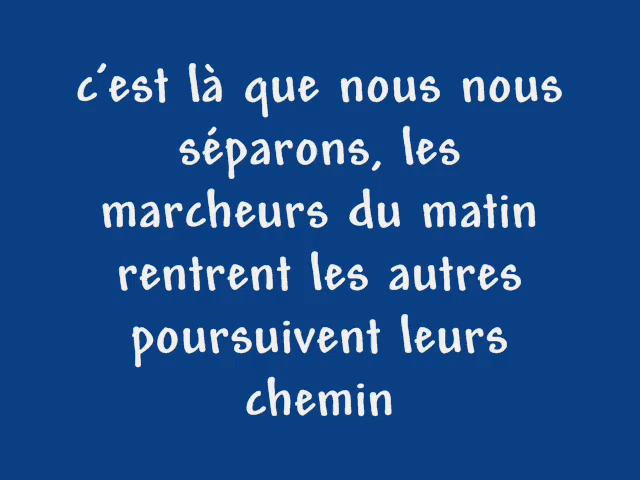 c'est là que nous nous
séparons, les
marcheurs du matin
rentrent les autres
poursuivent leurs
chemin